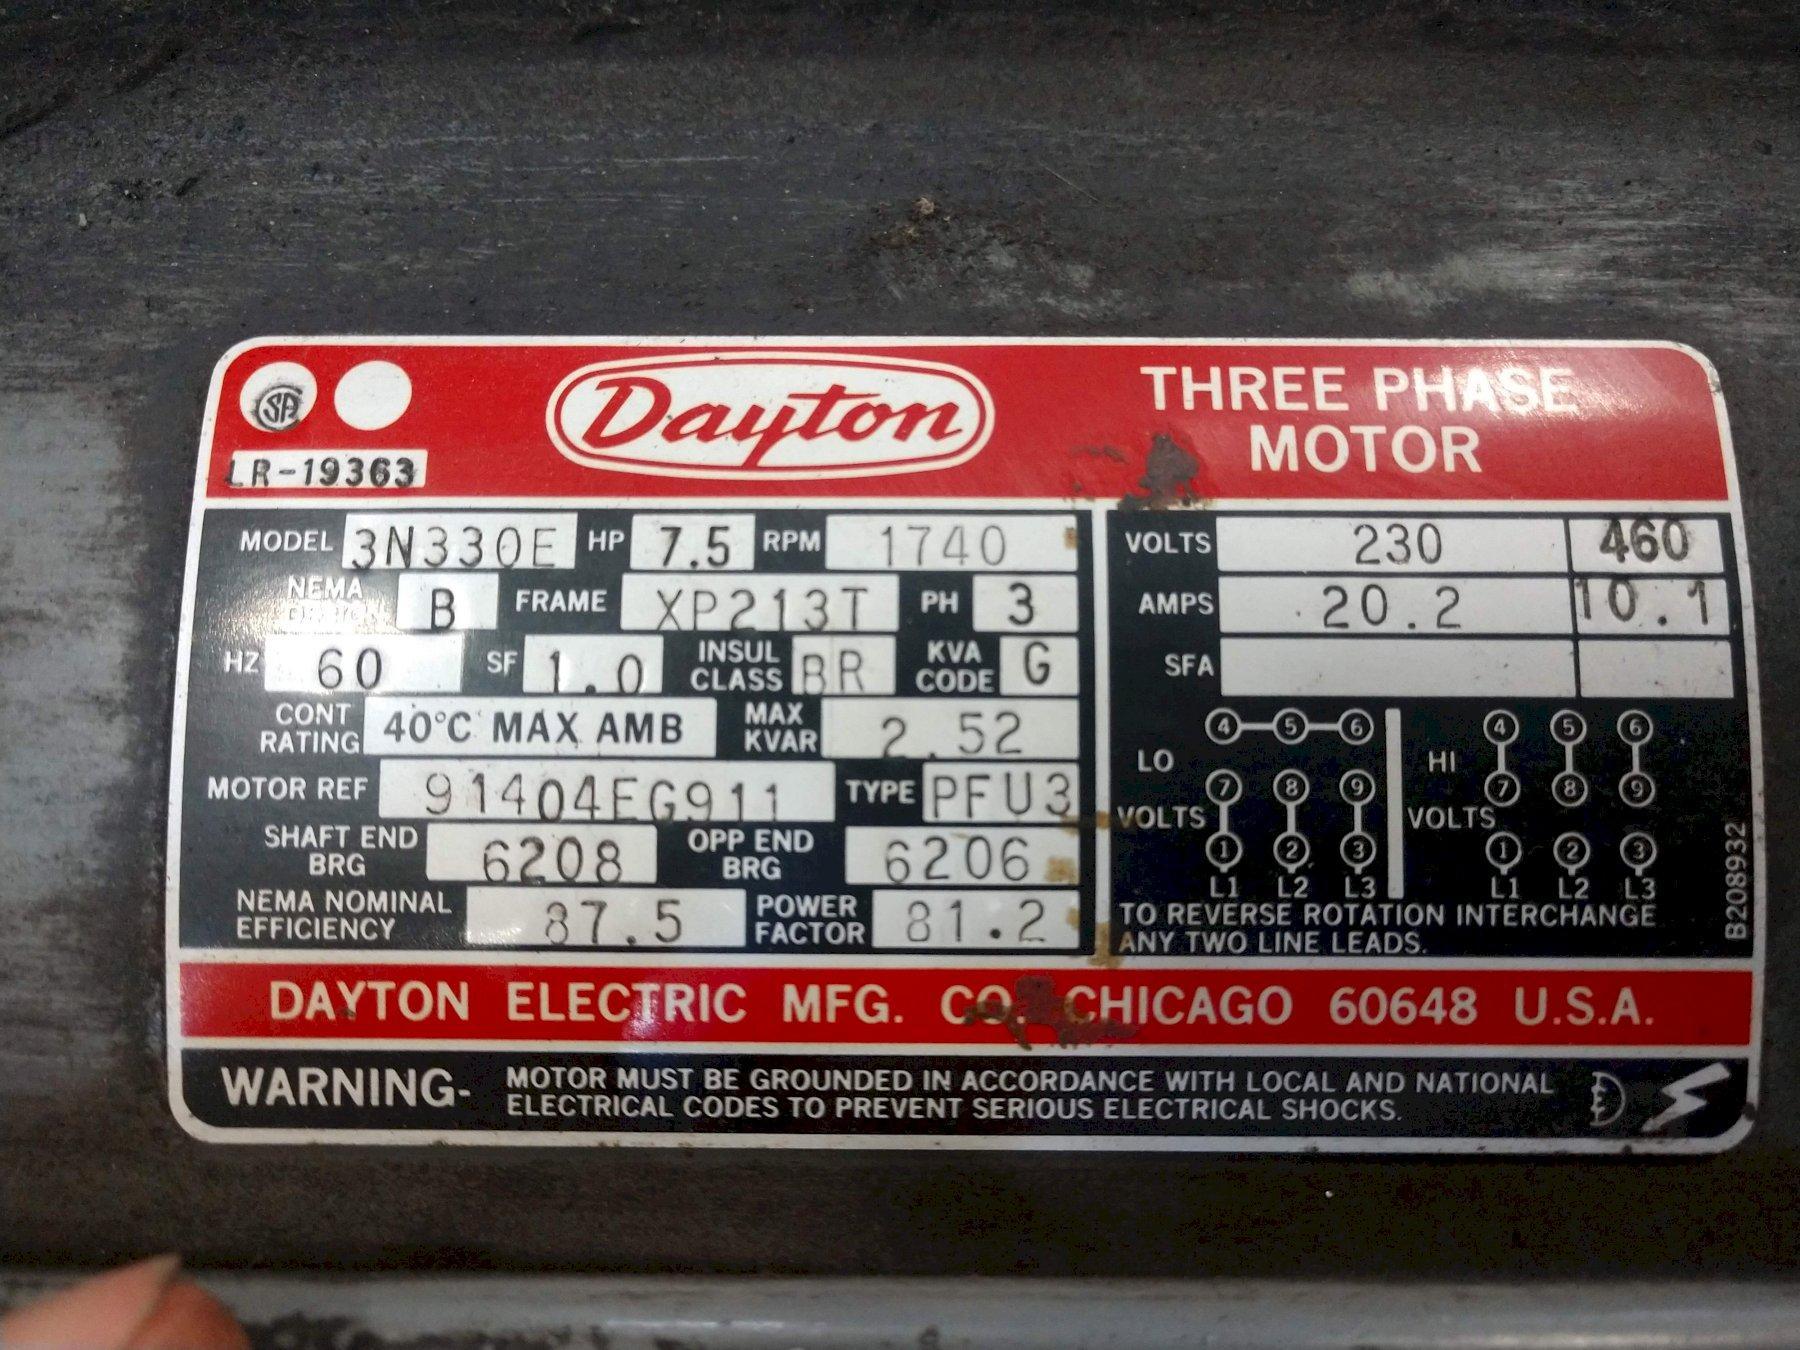 SA
LR-19363
Dayton
THREE PHASE
MOTOR
MODEL 3N330E HP 7.5 RPM 1740
NEMA B FRAME XP213T PH 3
HZ 60 SF 1.0 INSUL CLASS BR KVA CODE G
CONT RATING 40°C MAX AMB MAX KVAR 2.52
MOTOR REF 91404EG911 TYPE PFU3
SHAFT END BRG 6208 OPP END BRG 6206
NEMA NOMINAL EFFICIENCY 87.5 POWER FACTOR 81.2
VOLTS 230 460
AMPS 20.2 10.1
SFA
LO VOLTS
4 5 6
7 8 9
1 2 3
L1 L2 L3
HI VOLTS
4 5 6
7 8 9
1 2 3
L1 L2 L3
TO REVERSE ROTATION INTERCHANGE
ANY TWO LINE LEADS.
B208932
DAYTON ELECTRIC MFG. CO. CHICAGO 60648 U.S.A.
WARNING- MOTOR MUST BE GROUNDED IN ACCORDANCE WITH LOCAL AND NATIONAL
ELECTRICAL CODES TO PREVENT SERIOUS ELECTRICAL SHOCKS.